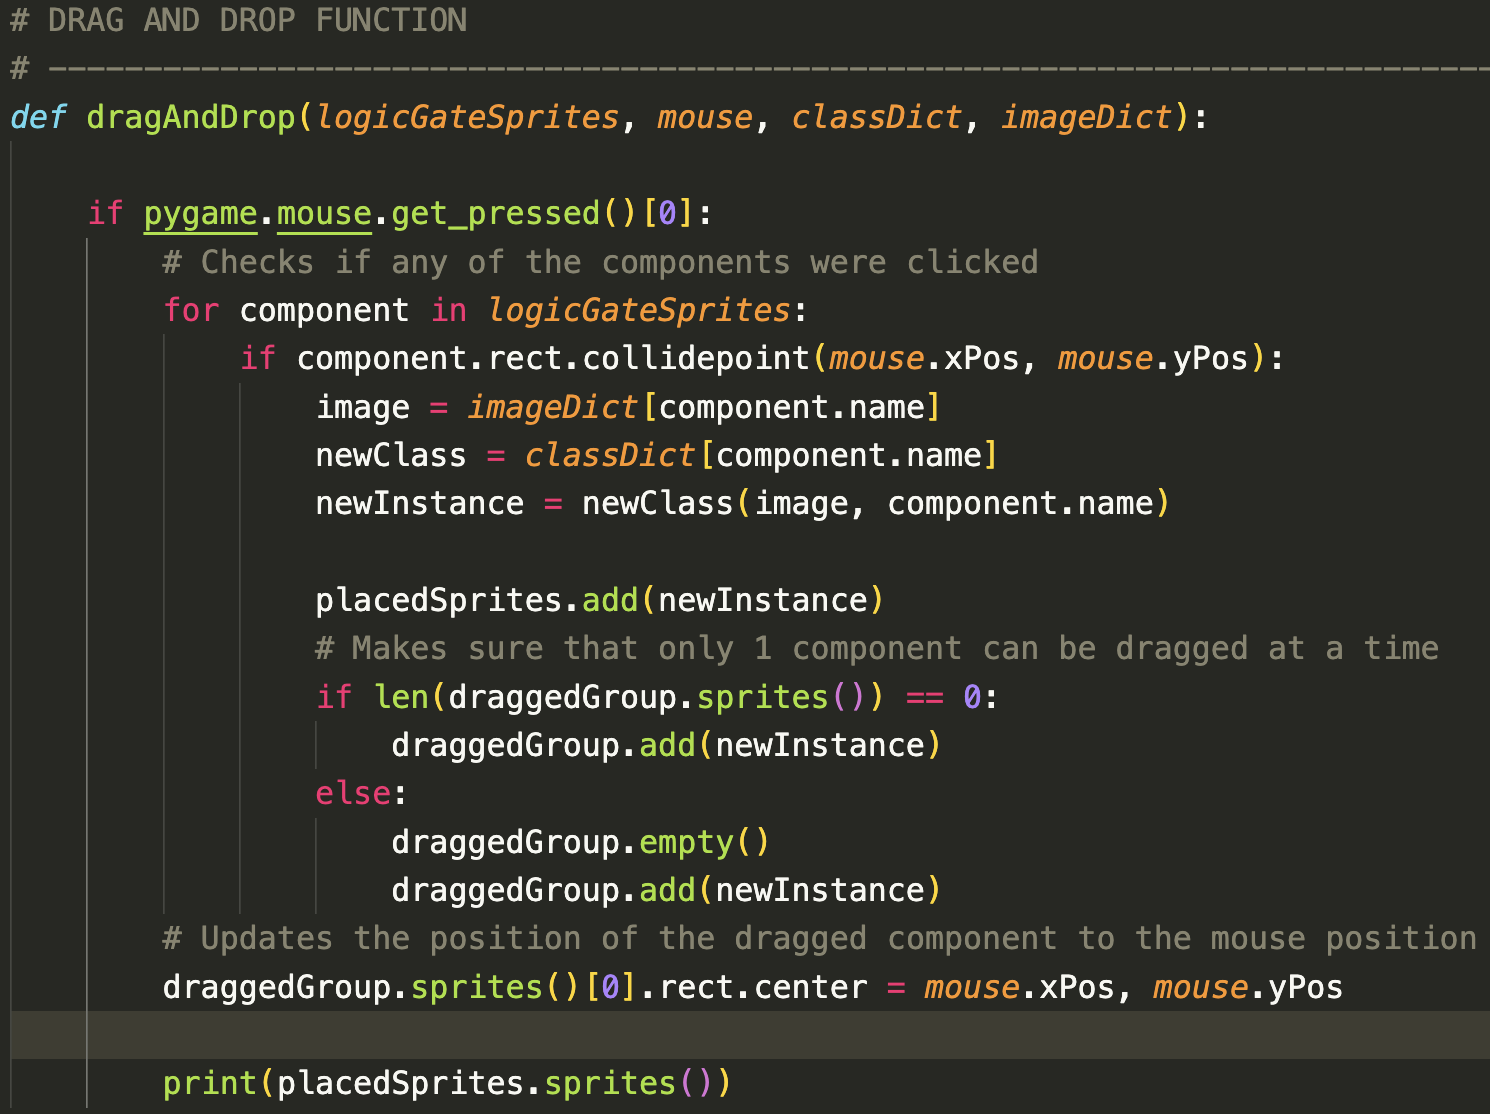 # DRAG AND DROP FUNCTION
# ---------------------------------------------------------------------------
def dragAndDrop(logicGateSprites, mouse, classDict, imageDict):
if pygame.mouse.get_pressed()[0]:
# Checks if any of the components were clicked
for component in logicGateSprites:
if component.rect.collidepoint(mouse.xPos, mouse.yPos):
image = imageDict[component.name]
newClass = classDict[component.name]
newInstance = newClass(image, component.name)
placedSprites.add(newInstance)
# Makes sure that only 1 component can be dragged at a time
if len(draggedGroup.sprites()) == 0:
draggedGroup.add(newInstance)
else:
draggedGroup.empty()
draggedGroup.add(newInstance)
# Updates the position of the dragged component to the mouse position
draggedGroup.sprites()[0].rect.center = mouse.xPos, mouse.yPos
print(placedSprites.sprites())